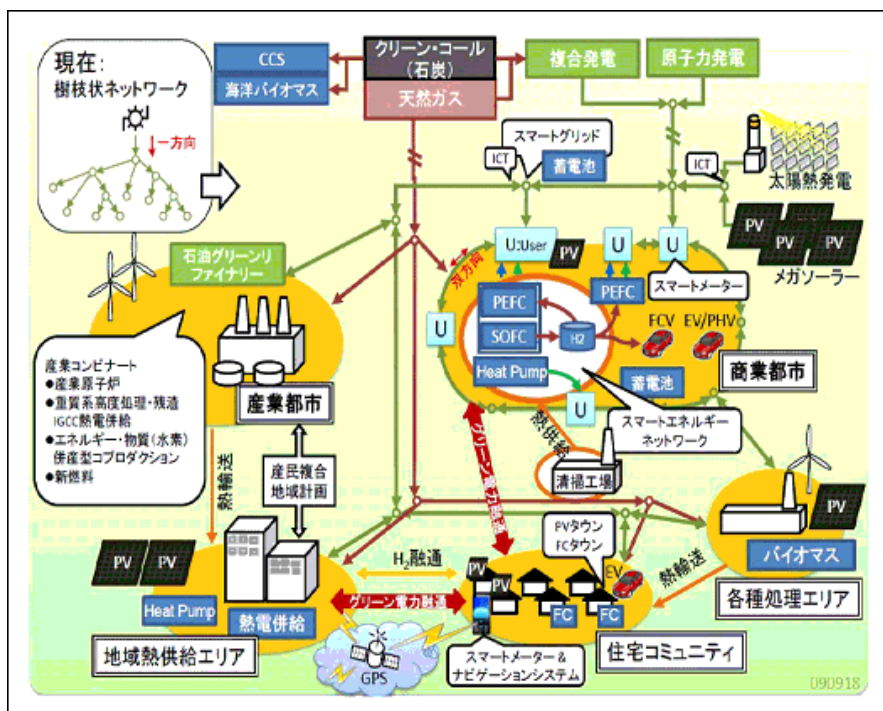 現在:
樹枝状ネットワーク
一方向
CCS
海洋バイオマス
クリーン・コール
(石炭)
天然ガス
複合発電
原子力発電
スマートグリッド
ICT
蓄電池
ICT
太陽熱発電
PV
PV
PV
PV
メガソーラー
石油グリーンリ
ファイナリー
双方向
U:User
PV
U
U
スマートメーター
PEFC
PEFC
SOFC
H2
FCV
EV/PHV
U
Heat Pump
蓄電池
商業都市
U
産業コンビナート
●産業原子炉
●重質系高度処理・残渣
IGCC熱電併給
●エネルギー・物質(水素)
併産型コプロダクション
●新燃料
産業都市
熱供給
スマートエネルギー
ネットワーク
清掃工場
グリーン電力融通
熱輸送
産民複合
地域計画
PVタウン
FCタウン
PV
バイオマス
各種処理エリア
熱輸送
PV
PV
Heat Pump
熱電併給
地域熱供給エリア
H₂融通
グリーン電力融通
GPS
PV
PV
EV
FC
FC
住宅コミュニティ
スマートメーター &
ナビゲーションシステム
090918